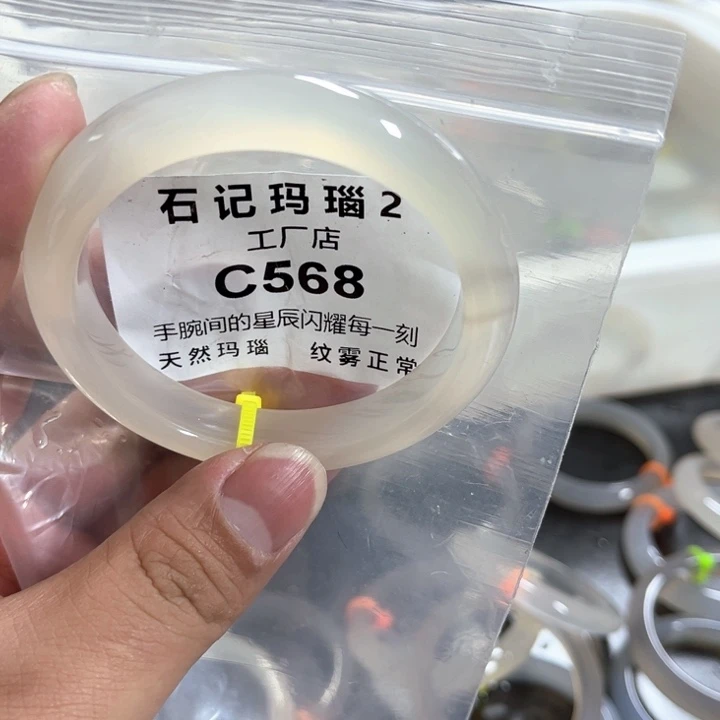 石记玛瑙2
工厂店
C568
手腕间的星辰闪耀每一刻
天然玛瑙 纹雾正常